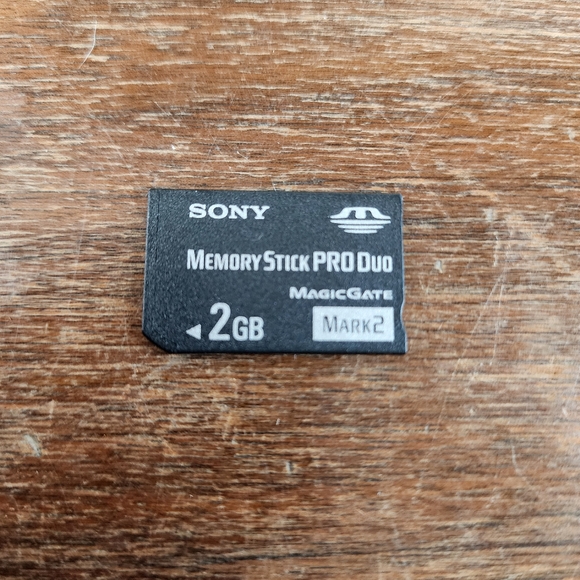 SONY
MEMORY STICK PRO DUO
MAGICGATE
2GB MARK2